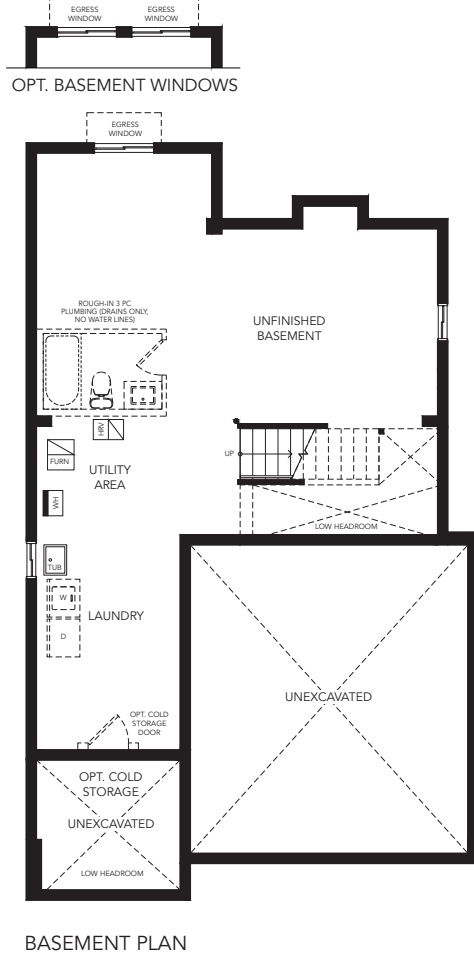 EGRESS
WINDOW
EGRESS
WINDOW
OPT. BASEMENT WINDOWS
EGRESS
WINDOW
ROUGH-IN 3 PC
PLUMBING (DRAINS ONLY,
NO WATER LINES)
UNFINISHED
BASEMENT
HRV
FURN
UTILITY
AREA
UP
WH
LOW HEADROOM
TUB
W
LAUNDRY
D
UNEXCAVATED
OPT. COLD
STORAGE
DOOR
OPT. COLD
STORAGE
UNEXCAVATED
LOW HEADROOM
BASEMENT PLAN